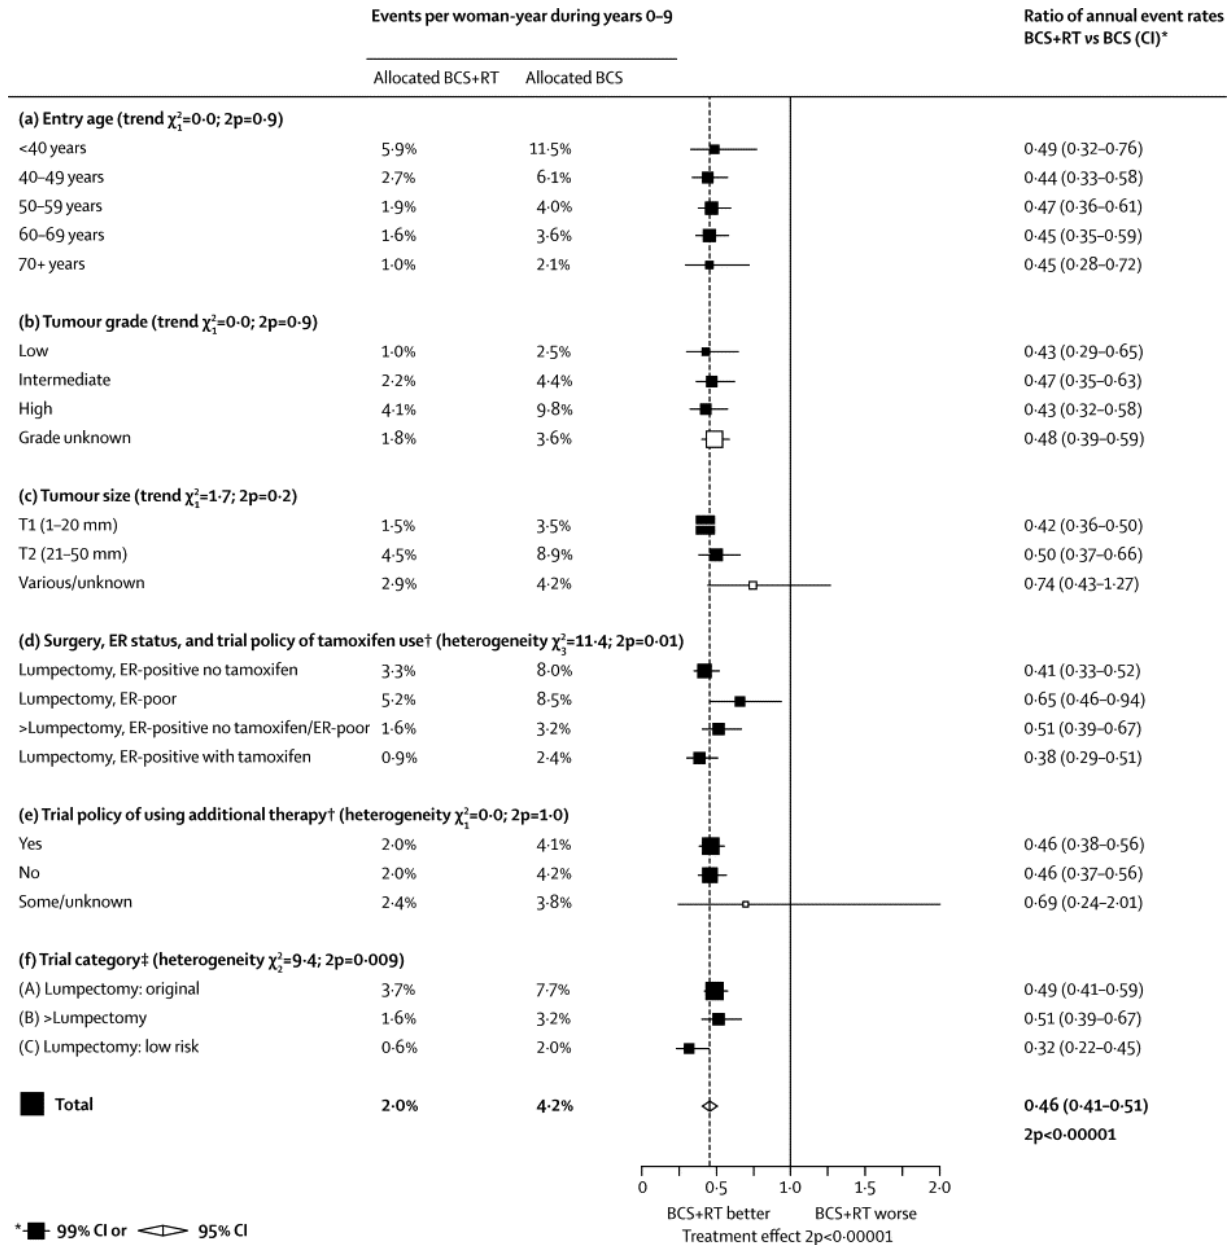 Events per woman-year during years 0–9
Ratio of annual event rates
BCS+RT vs BCS (CI)*
Allocated BCS+RT Allocated BCS
(a) Entry age (trend χ²₁=0·0; 2p=0·9)
<40 years 5·9% 11·5% 0·49 (0·32–0·76)
40–49 years 2·7% 6·1% 0·44 (0·33–0·58)
50–59 years 1·9% 4·0% 0·47 (0·36–0·61)
60–69 years 1·6% 3·6% 0·45 (0·35–0·59)
70+ years 1·0% 2·1% 0·45 (0·28–0·72)
(b) Tumour grade (trend χ²₁=0·0; 2p=0·9)
Low 1·0% 2·5% 0·43 (0·29–0·65)
Intermediate 2·2% 4·4% 0·47 (0·35–0·63)
High 4·1% 9·8% 0·43 (0·32–0·58)
Grade unknown 1·8% 3·6% 0·48 (0·39–0·59)
(c) Tumour size (trend χ²₁=1·7; 2p=0·2)
T1 (1–20 mm) 1·5% 3·5% 0·42 (0·36–0·50)
T2 (21–50 mm) 4·5% 8·9% 0·50 (0·37–0·66)
Various/unknown 2·9% 4·2% 0·74 (0·43–1·27)
(d) Surgery, ER status, and trial policy of tamoxifen use† (heterogeneity χ²₃=11·4; 2p=0·01)
Lumpectomy, ER-positive no tamoxifen 3·3% 8·0% 0·41 (0·33–0·52)
Lumpectomy, ER-poor 5·2% 8·5% 0·65 (0·46–0·94)
>Lumpectomy, ER-positive no tamoxifen/ER-poor 1·6% 3·2% 0·51 (0·39–0·67)
Lumpectomy, ER-positive with tamoxifen 0·9% 2·4% 0·38 (0·29–0·51)
(e) Trial policy of using additional therapy† (heterogeneity χ²₁=0·0; 2p=1·0)
Yes 2·0% 4·1% 0·46 (0·38–0·56)
No 2·0% 4·2% 0·46 (0·37–0·56)
Some/unknown 2·4% 3·8% 0·69 (0·24–2·01)
(f) Trial category‡ (heterogeneity χ²₂=9·4; 2p=0·009)
(A) Lumpectomy: original 3·7% 7·7% 0·49 (0·41–0·59)
(B) >Lumpectomy 1·6% 3·2% 0·51 (0·39–0·67)
(C) Lumpectomy: low risk 0·6% 2·0% 0·32 (0·22–0·45)
Total 2·0% 4·2% 0·46 (0·41–0·51)
2p<0·00001
0 0·5 1·0 1·5 2·0
BCS+RT better BCS+RT worse
Treatment effect 2p<0·00001
* 99% CI or 95% CI